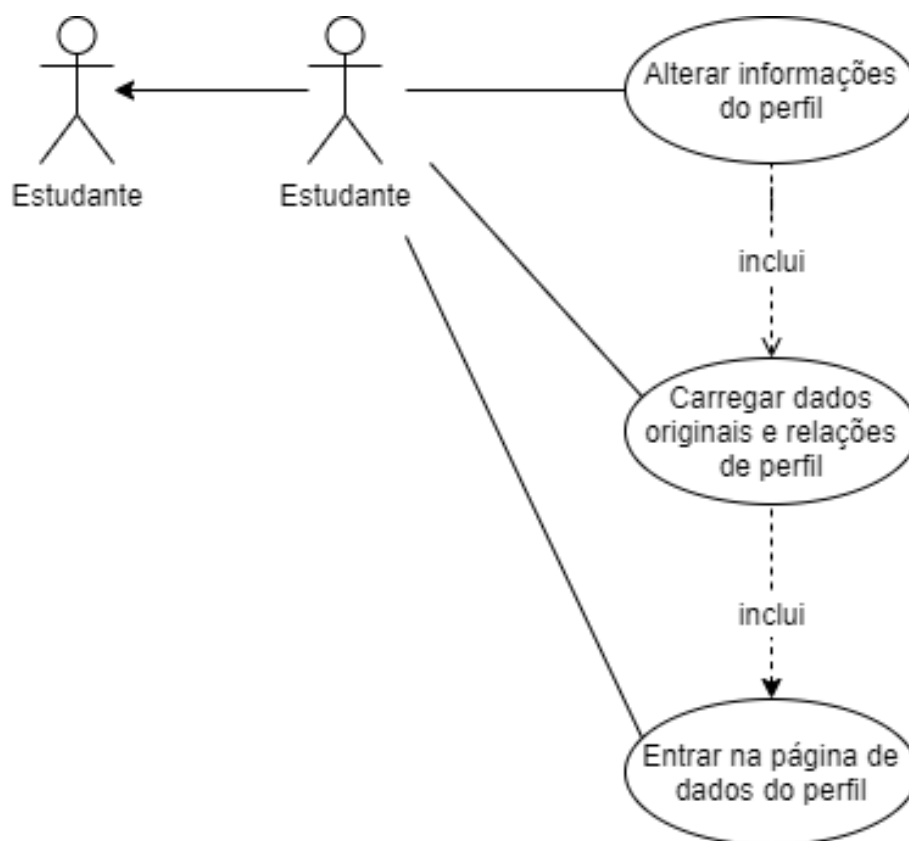 Alterar informações
do perfil
Estudante
Estudante
inclui
Carregar dados
originais e relações
de perfil
inclui
Entrar na página de
dados do perfil